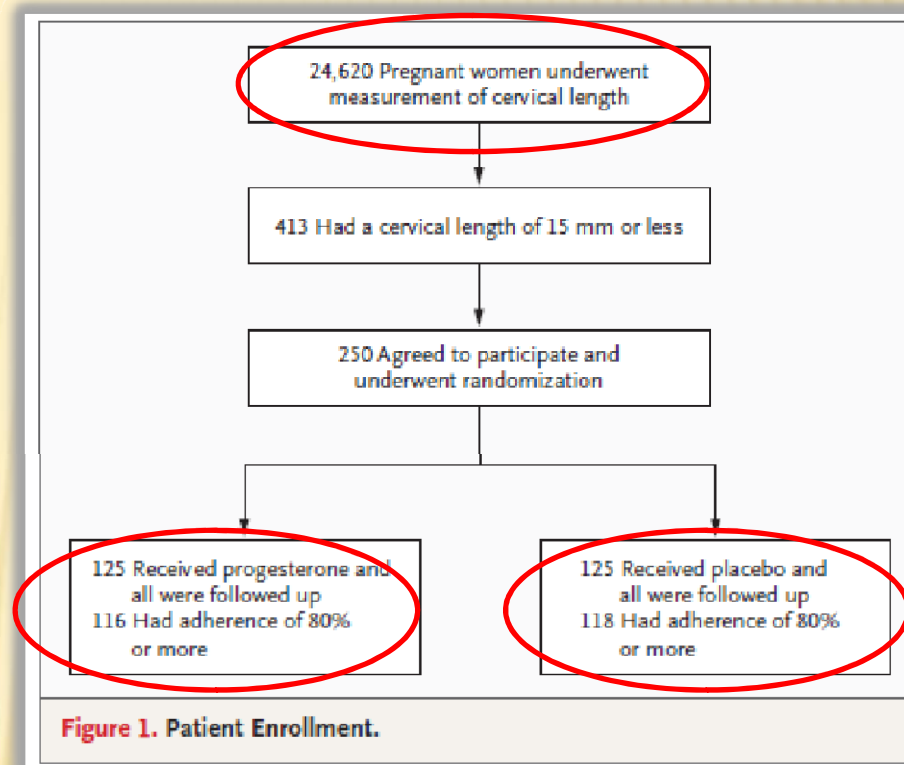 24,620 Pregnant women underwent
measurement of cervical length
413 Had a cervical length of 15 mm or less
250 Agreed to participate and
underwent randomization
125 Received progesterone and
all were followed up
116 Had adherence of 80%
or more
125 Received placebo and
all were followed up
118 Had adherence of 80%
or more
Figure 1. Patient Enrollment.